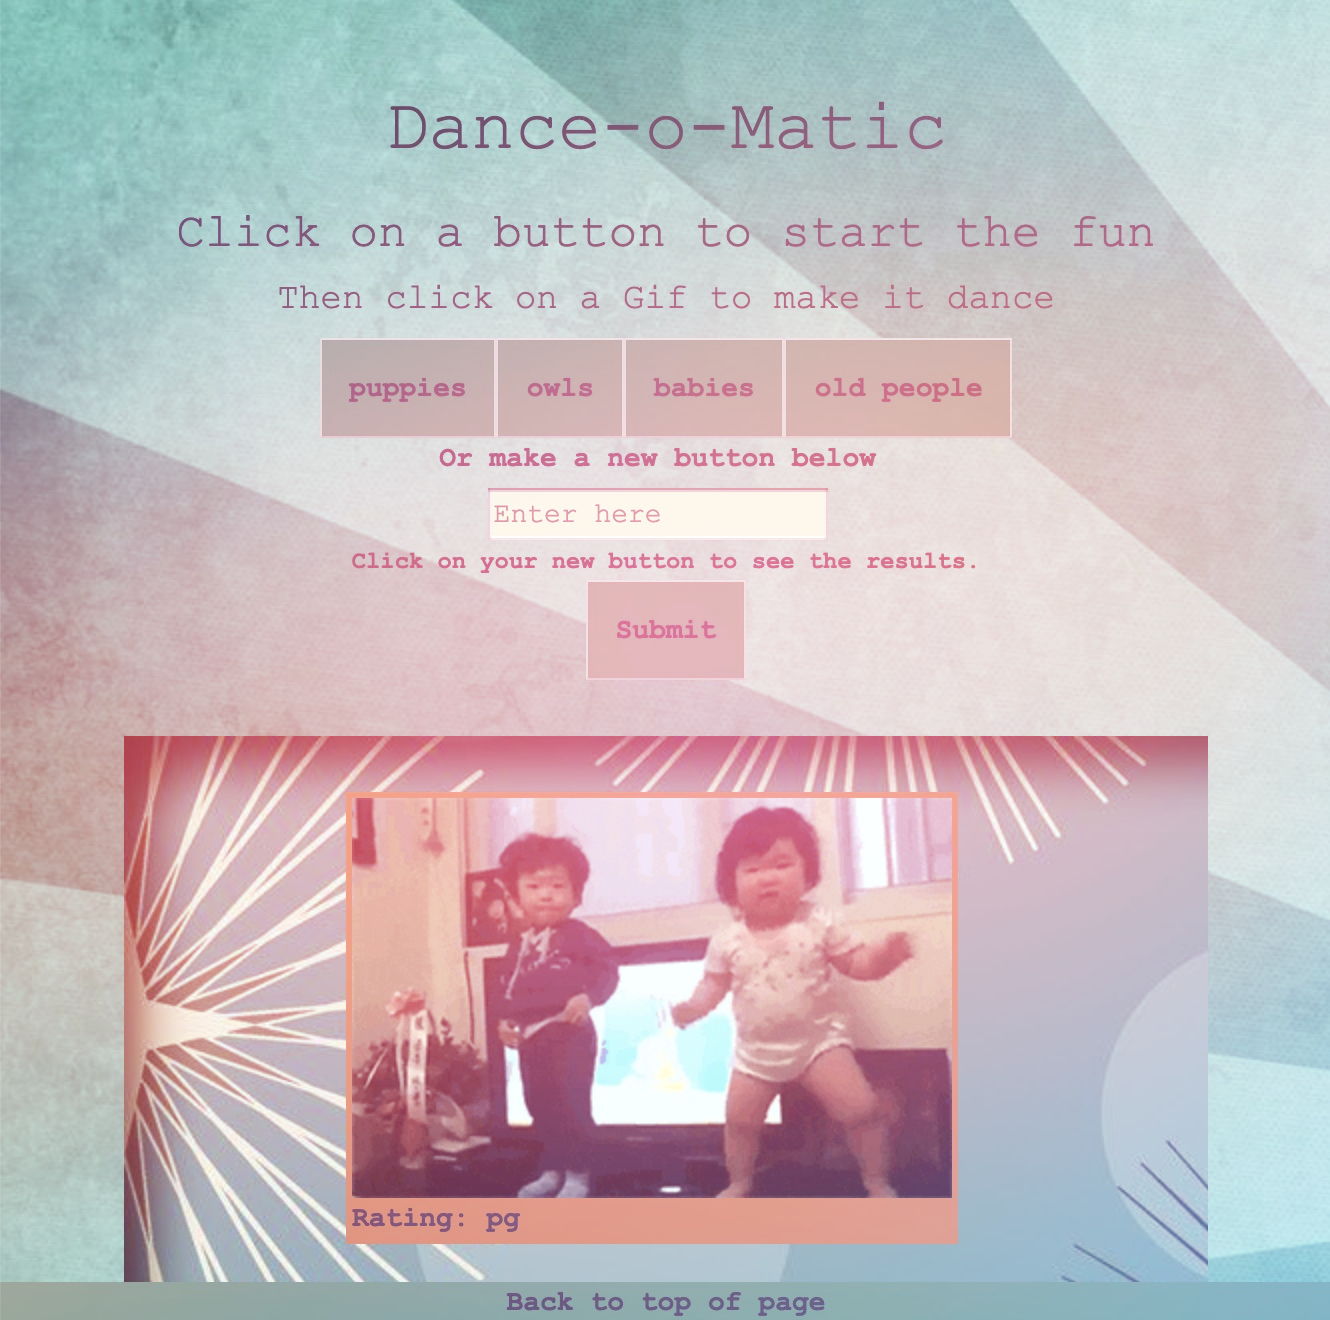 Dance-o-Matic
Click on a button to start the fun
Then click on a Gif to make it dance
puppies owls babies old people
Or make a new button below
Enter here
Click on your new button to see the results.
Submit
Rating: pg
Back to top of page